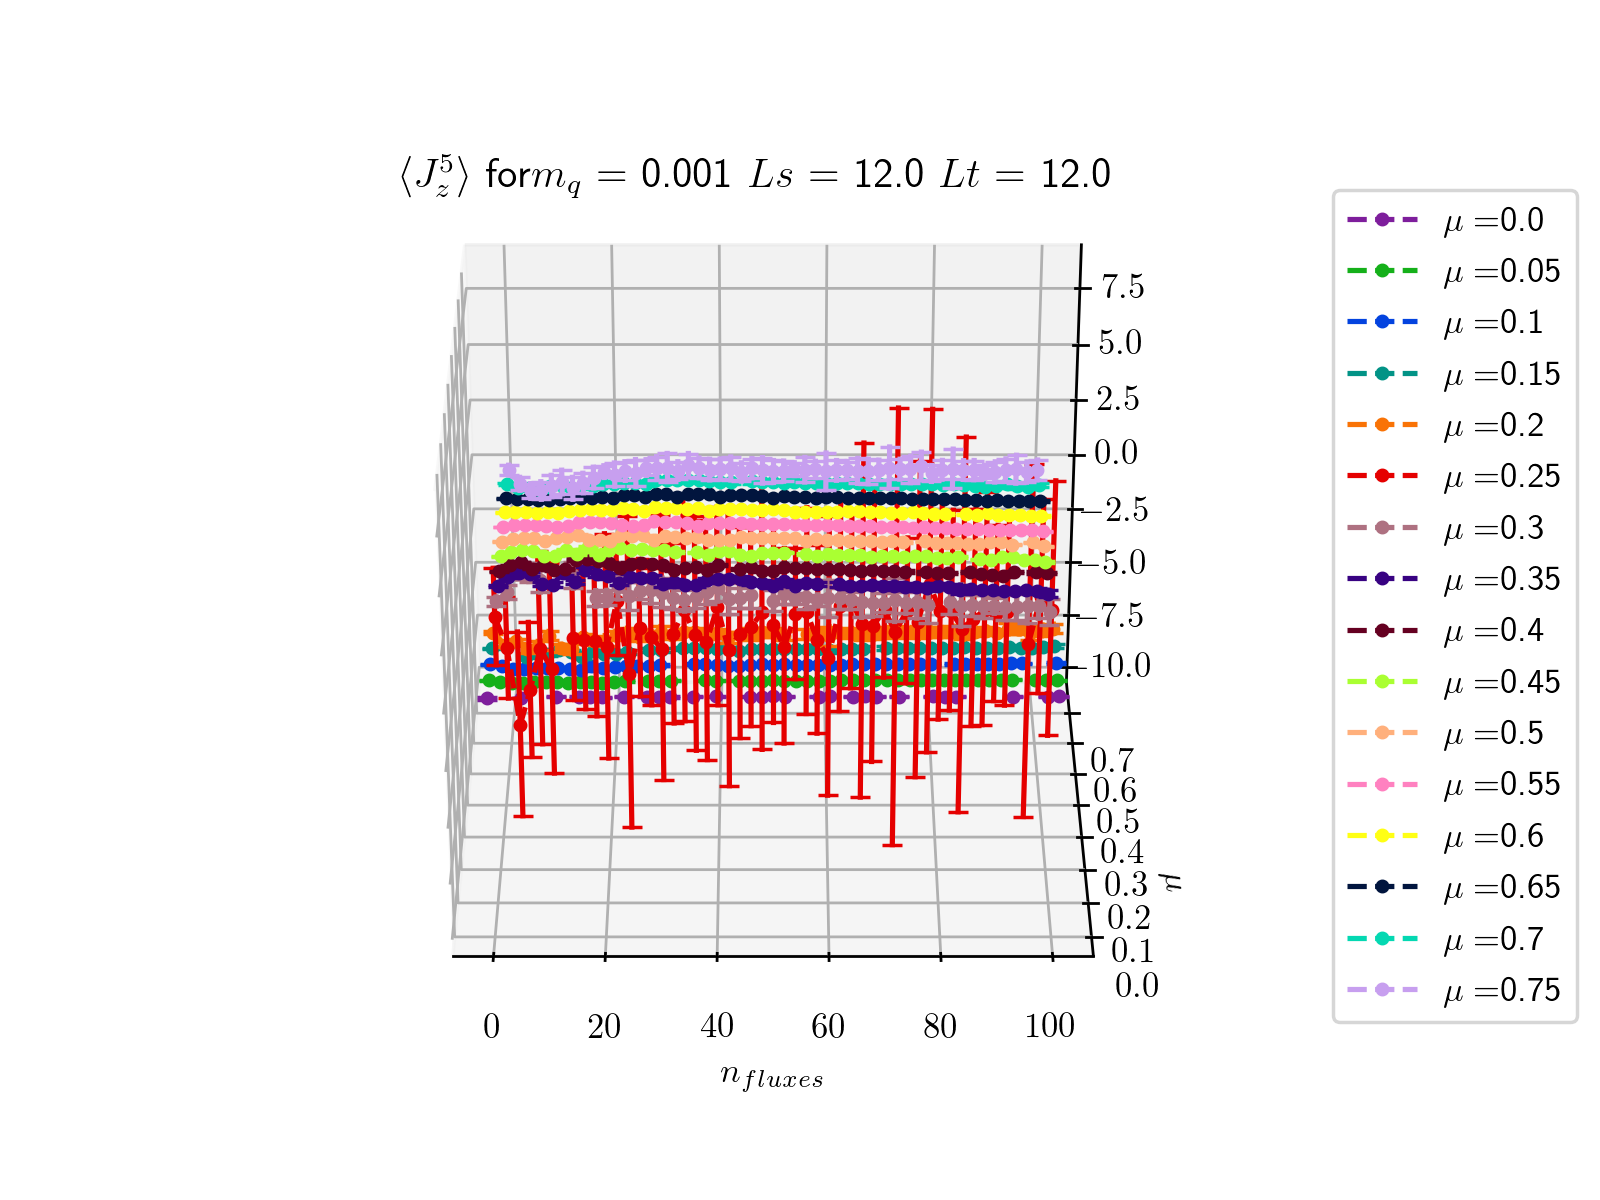 ⟨J_z^5⟩ for m_q = 0.001 Ls = 12.0 Lt = 12.0
7.5
5.0
2.5
0.0
−2.5
−5.0
−7.5
−10.0
0.7
0.6
0.5
0.4
0.3
0.2
0.1
0.0
μ
0 20 40 60 80 100
n_{fluxes}
μ =0.0
μ =0.05
μ =0.1
μ =0.15
μ =0.2
μ =0.25
μ =0.3
μ =0.35
μ =0.4
μ =0.45
μ =0.5
μ =0.55
μ =0.6
μ =0.65
μ =0.7
μ =0.75